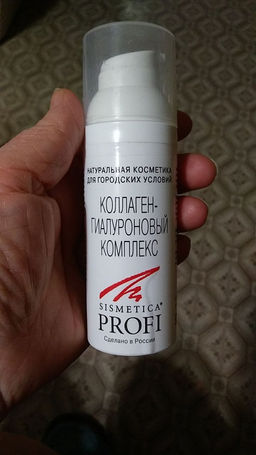 НАТУРАЛЬНАЯ КОСМЕТИКА
ДЛЯ ГОРОДСКИХ УСЛОВИЙ
КОЛЛАГЕН-
ГИАЛУРОНОВЫЙ
КОМПЛЕКС
SISMETICA®
PROFI
Сделано в России